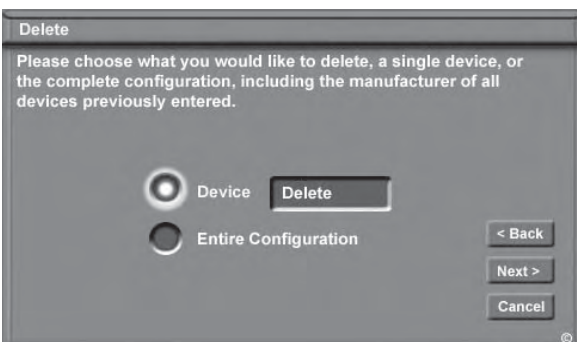 Delete
Please choose what you would like to delete, a single device, or
the complete configuration, including the manufacturer of all
devices previously entered.
Device Delete
Entire Configuration
< Back
Next >
Cancel
©